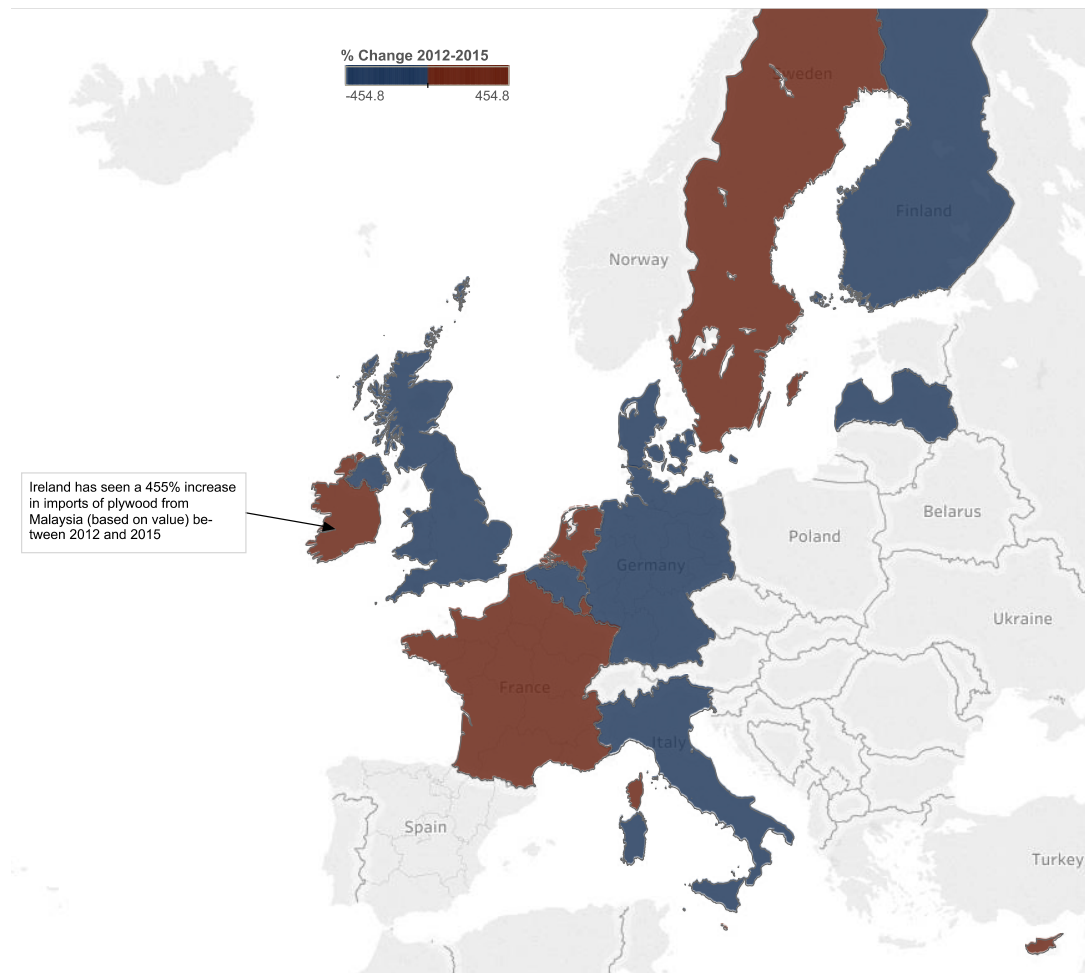 % Change 2012-2015
-454.8 454.8
Sweden
Finland
Norway
Ireland has seen a 455% increase
in imports of plywood from
Malaysia (based on value) be-
tween 2012 and 2015
Belarus
Poland
Germany
Ukraine
France
Italy
Spain
Turkey